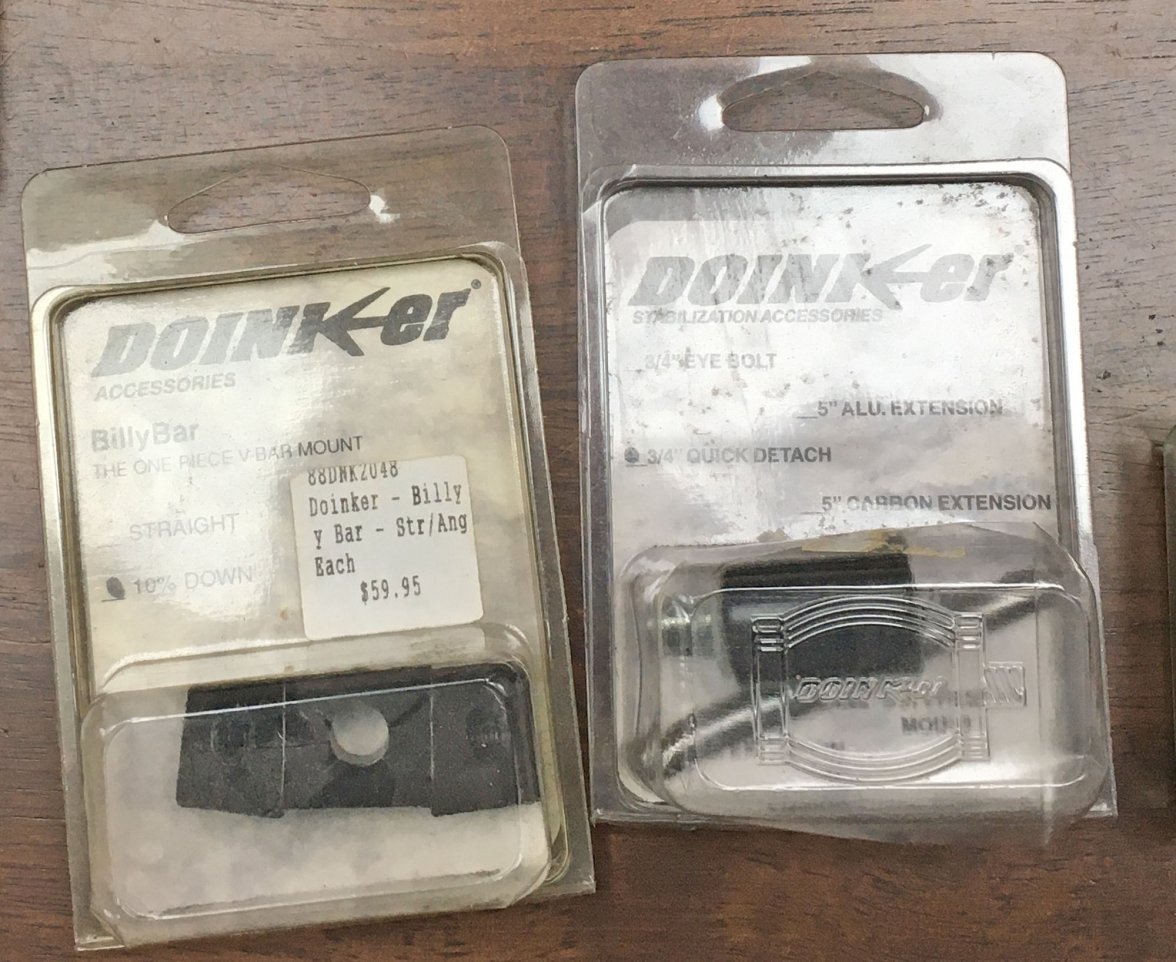 DOINKer®
ACCESSORIES
BillyBar
THE ONE PIECE V-BAR MOUNT
88DNK2048
Doinker - Billy
y Bar - Str/Ang
Each
$59.95
STRAIGHT
10% DOWN
DOINKer
STABILIZATION ACCESSORIES
3/4" EYE BOLT
5" ALU. EXTENSION
3/4" QUICK DETACH
5" CARBON EXTENSION
DOINKer